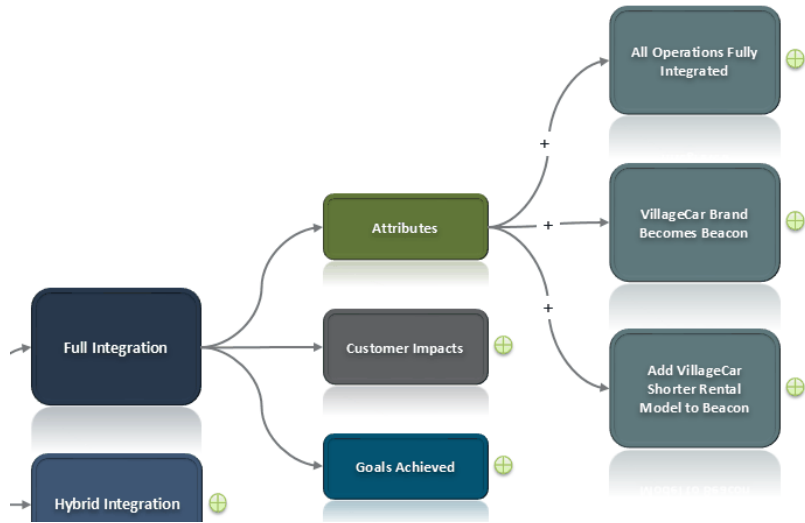 All Operations Fully
Integrated
+
VillageCar Brand
Becomes Beacon
+
Attributes
+
Full Integration
Customer Impacts
Add VillageCar
Shorter Rental
Model to Beacon
Goals Achieved
Hybrid Integration